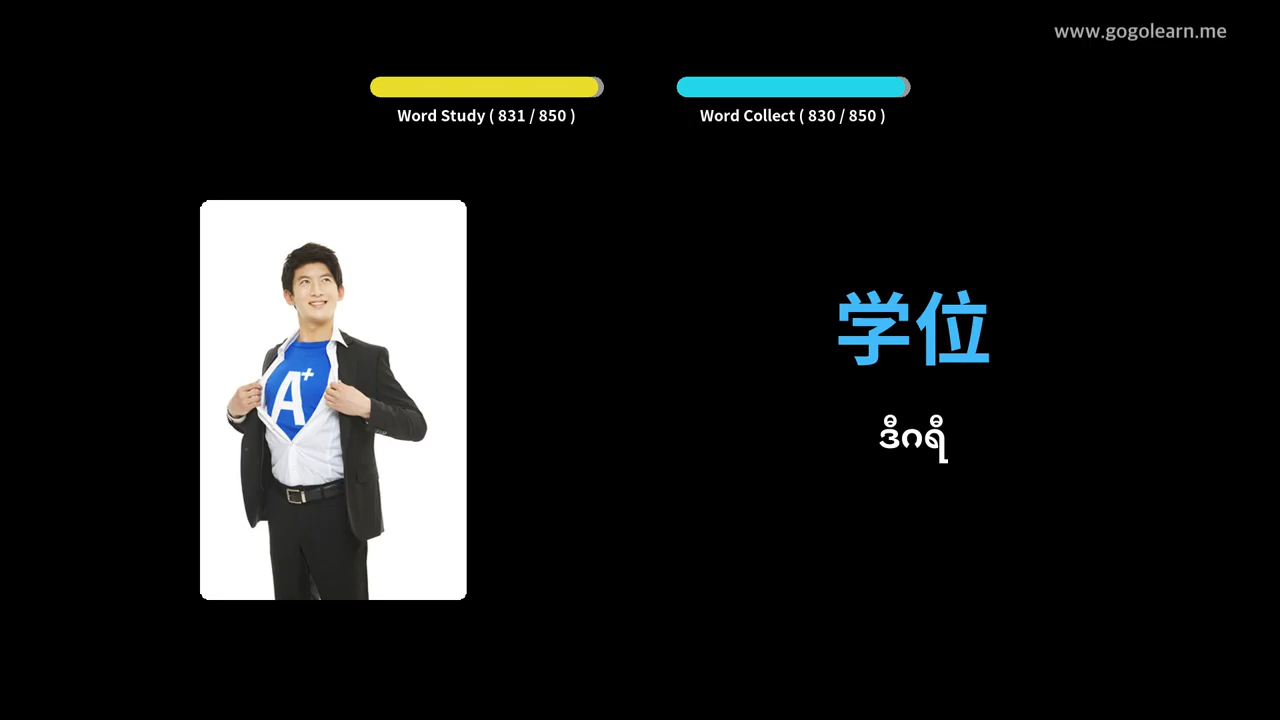 www.gogolearn.me
Word Study ( 831 / 850 )
Word Collect ( 830 / 850 )
A+
学位
ဒီဂရီ